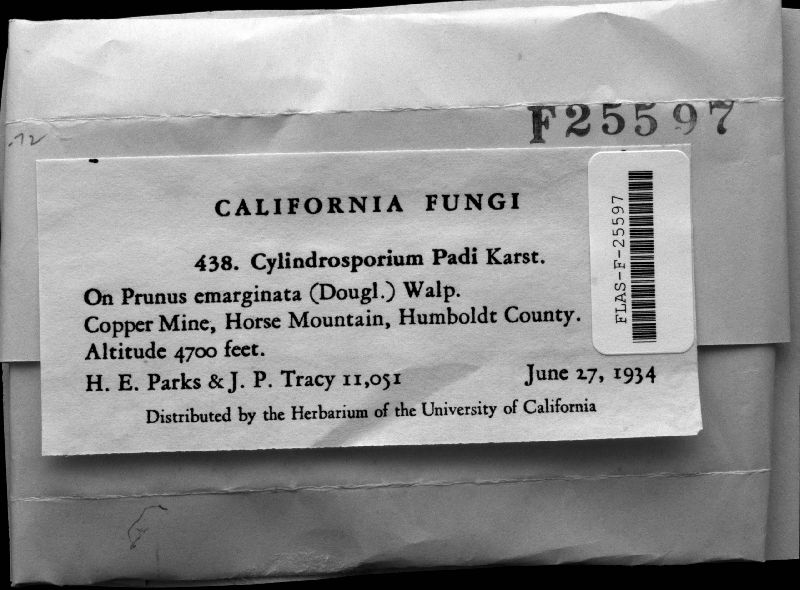 F25597
CALIFORNIA FUNGI
438. Cylindrosporium Padi Karst.
On Prunus emarginata (Dougl.) Walp.
Copper Mine, Horse Mountain, Humboldt County.
Altitude 4700 feet.
H. E. Parks & J. P. Tracy 11,051 June 27, 1934
Distributed by the Herbarium of the University of California
FLAS-F-25597